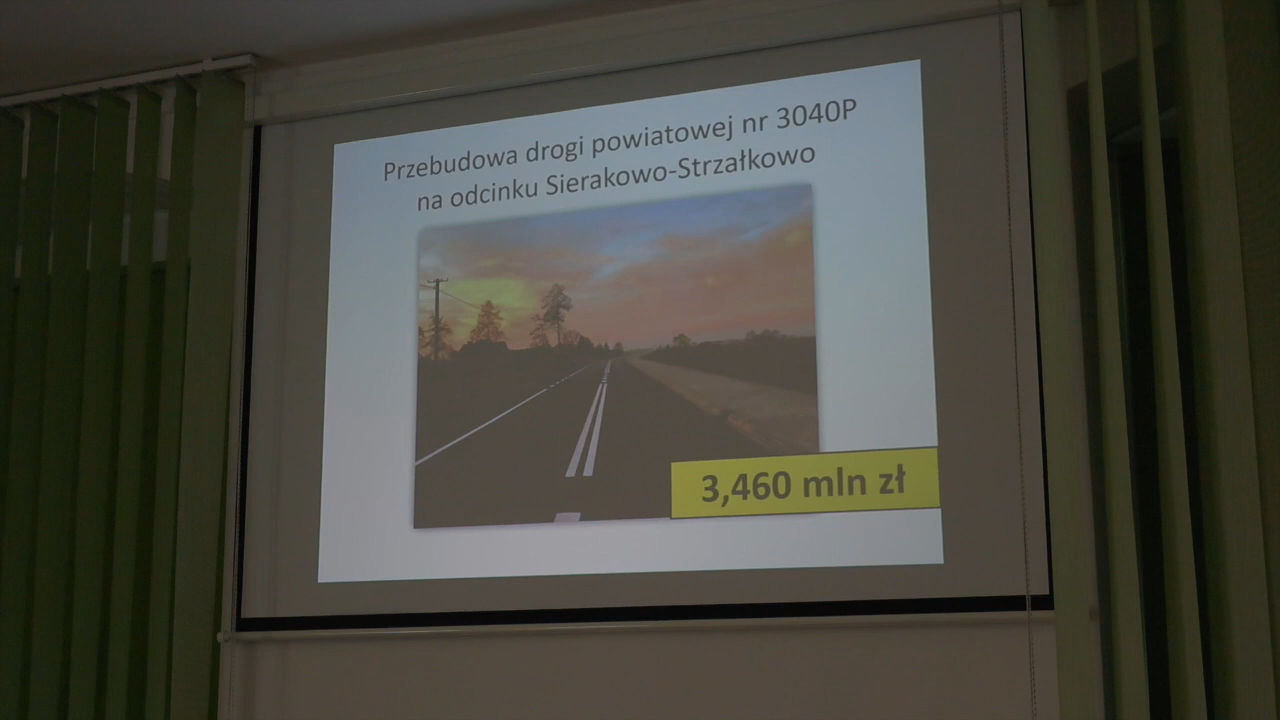 Przebudowa drogi powiatowej nr 3040P
na odcinku Sierakowo-Strzałkowo
3,460 mln zł